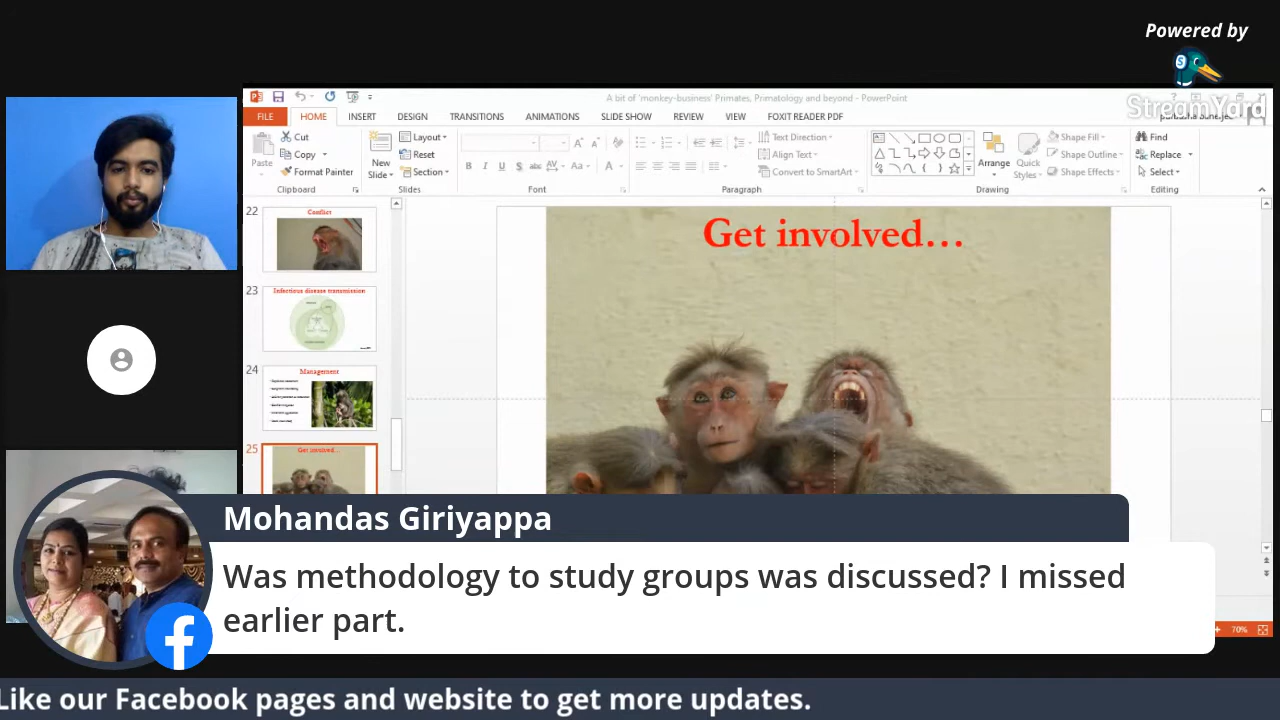 Powered by
StreamYard
A bit of 'monkey-business' Primates, Primatology and beyond - PowerPoint
FILE HOME INSERT DESIGN TRANSITIONS ANIMATIONS SLIDE SHOW REVIEW VIEW FOXIT READER PDF
Paste
Cut
Copy
Format Painter
Clipboard
New
Slide
Layout
Reset
Section
Slides
B I U S abc AV Aa A
Font
Text Direction
Align Text
Convert to SmartArt
Paragraph
Arrange
Quick
Styles
Shape Fill
Shape Outline
Shape Effects
Drawing
Find
Replace
Select
Editing
22
Conflict
23
Infectious disease transmission
24
Management
25
Get involved...
Get involved...
Mohandas Giriyappa
Was methodology to study groups was discussed? I missed
earlier part.
70%
Like our Facebook pages and website to get more updates.